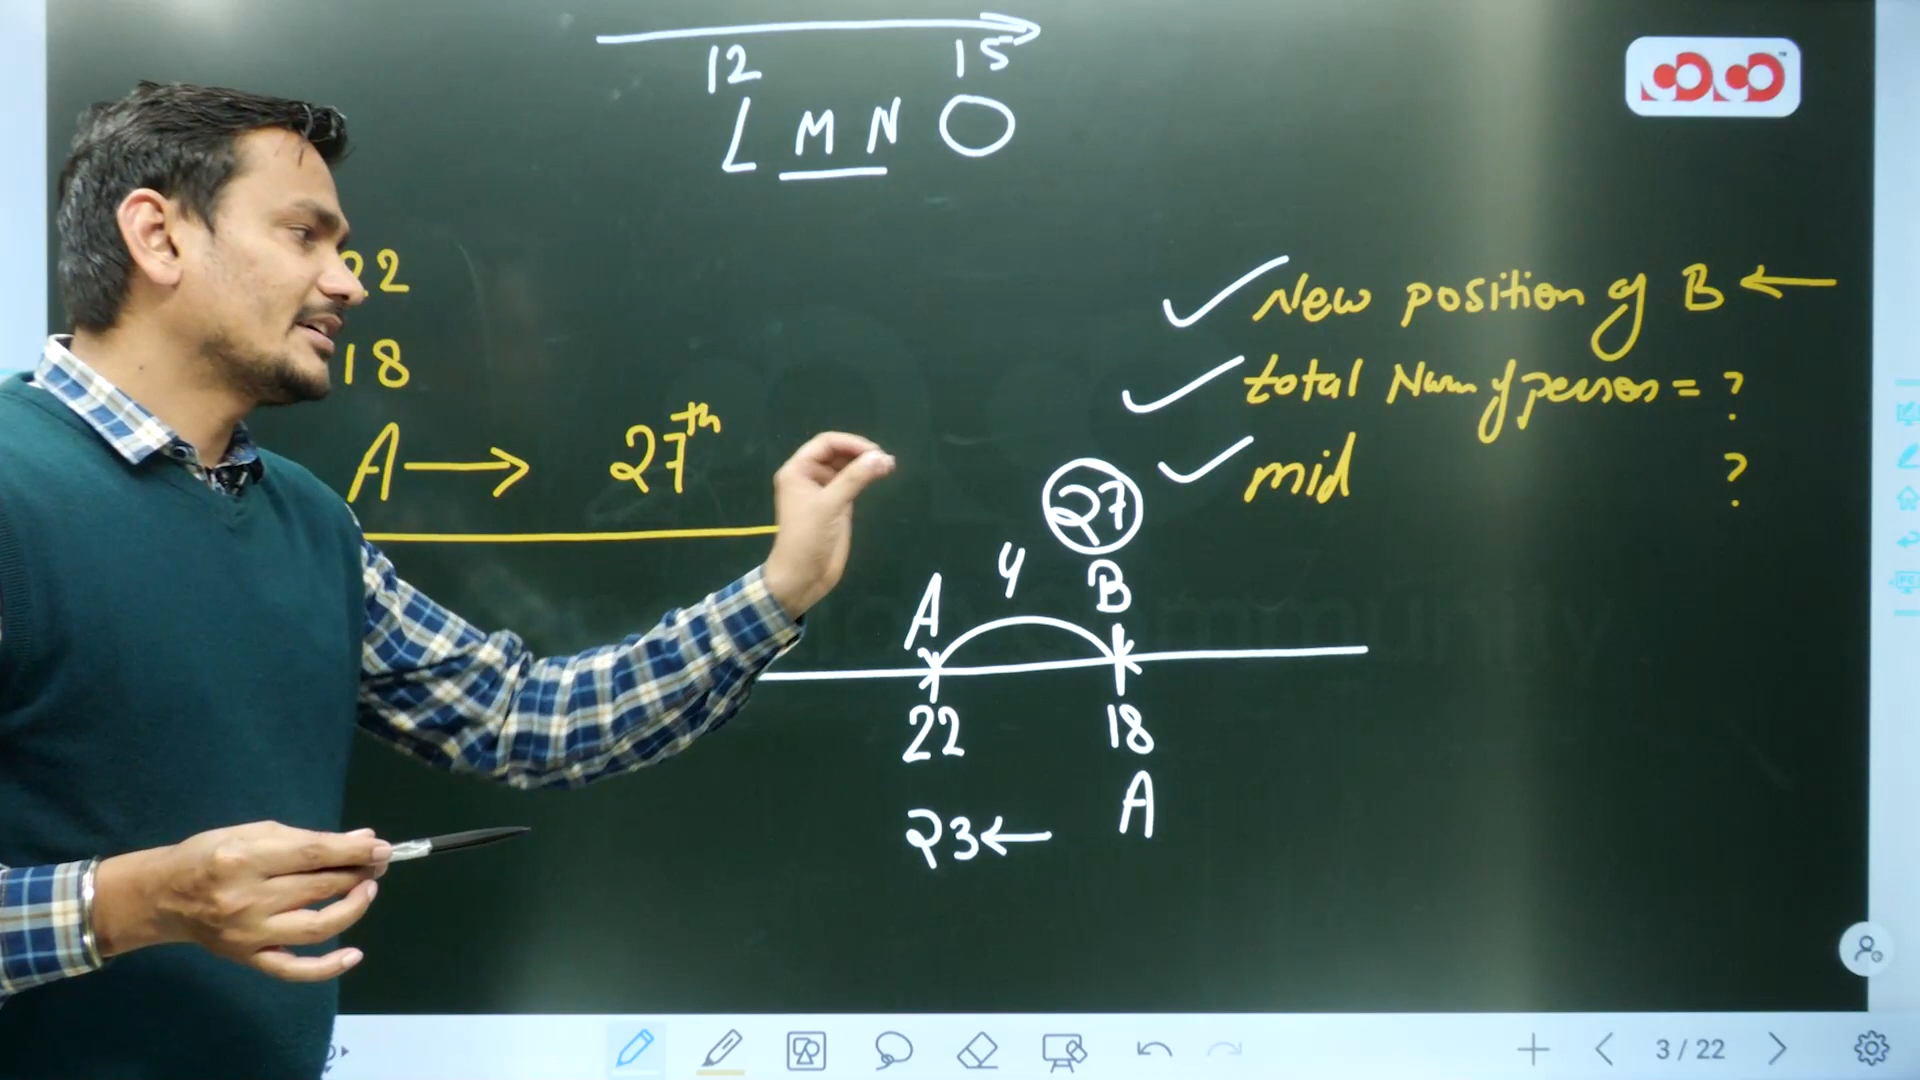 12 15
L M N O
22
18
A → 27th
New position of B ←
total Num of person = ?
mid ?
27
4
A B
22 18
A
23 ←
3 / 22